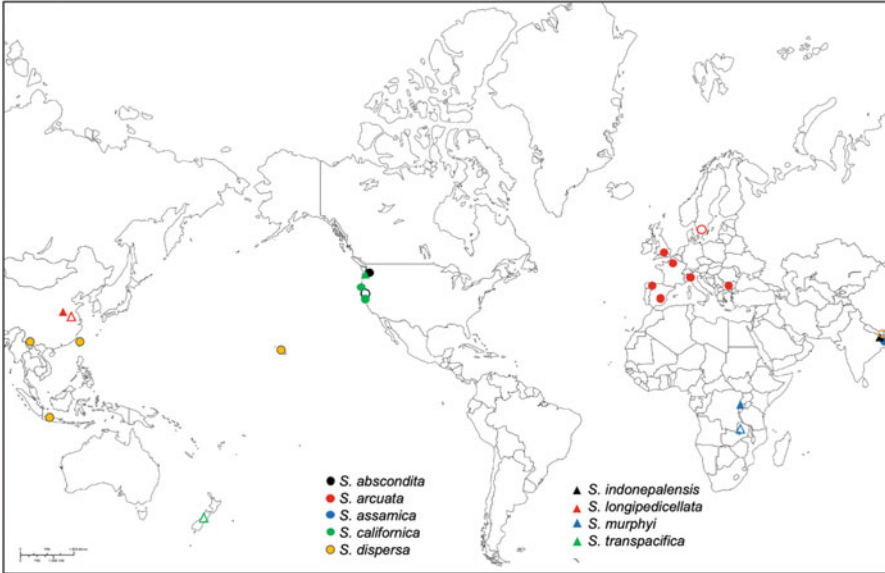 S. abscondita
S. arcuata
S. assamica
S. californica
S. dispersa
S. indonepalensis
S. longipedicellata
S. murphyi
S. transpacifica